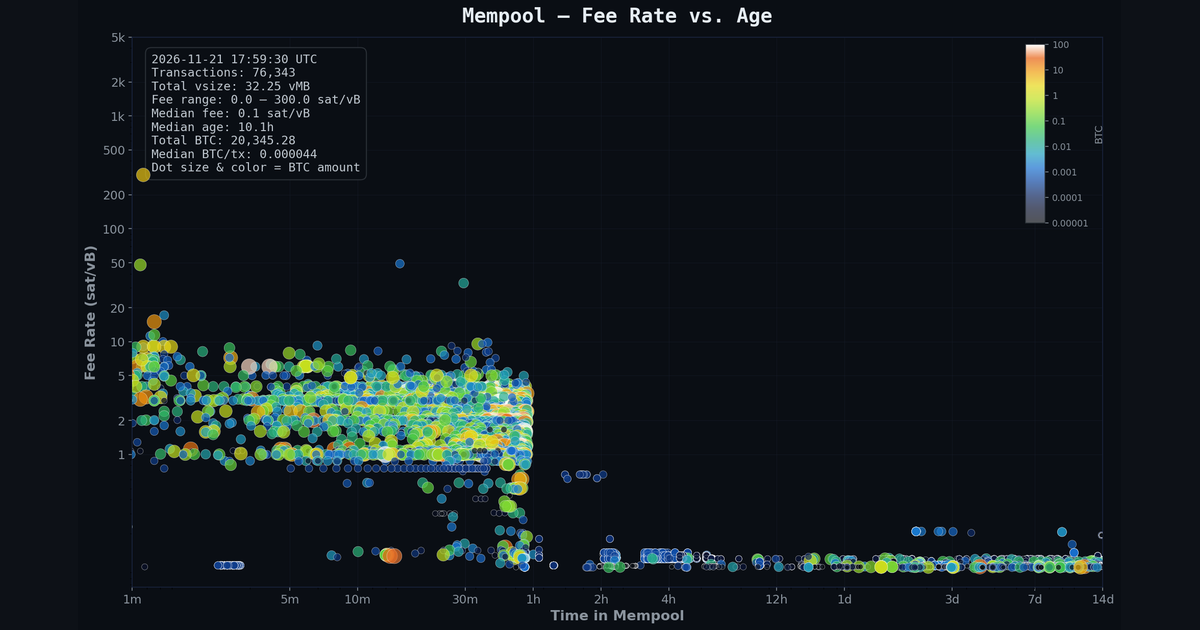 Mempool — Fee Rate vs. Age
5k
2k
1k
500
200
100
50
20
10
5
2
1
Fee Rate (sat/vB)
2026-11-21 17:59:30 UTC
Transactions: 76,343
Total vsize: 32.25 vMB
Fee range: 0.0 — 300.0 sat/vB
Median fee: 0.1 sat/vB
Median age: 10.1h
Total BTC: 20,345.28
Median BTC/tx: 0.000044
Dot size & color = BTC amount
100
10
1
0.1
0.01
0.001
0.0001
0.00001
BTC
1m
5m
10m
30m
1h
2h
4h
12h
1d
3d
7d
14d
Time in Mempool